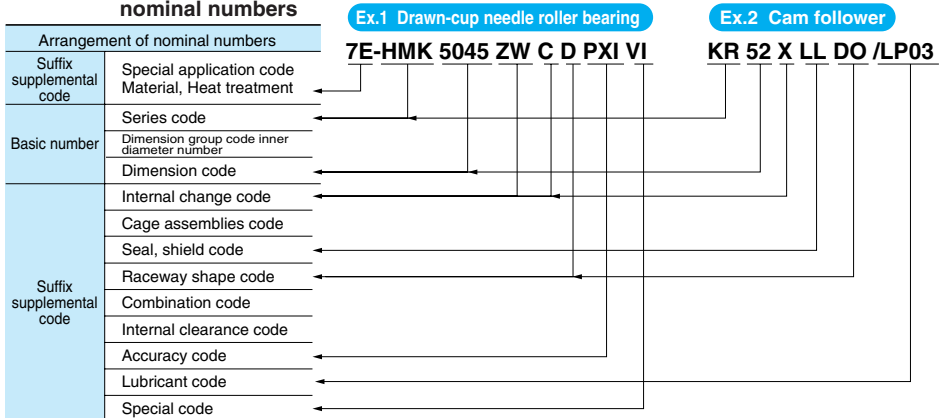 nominal numbers
Ex.1 Drawn-cup needle roller bearing
Ex.2 Cam follower
Arrangement of nominal numbers
7E-HMK 5045 ZW C D PXI VI
KR 52 X LL DO /LP03
Suffix
supplemental
code
Special application code
Material, Heat treatment
Basic number
Series code
Dimension group code inner
diameter number
Dimension code
Suffix
supplemental
code
Internal change code
Cage assemblies code
Seal, shield code
Raceway shape code
Combination code
Internal clearance code
Accuracy code
Lubricant code
Special code